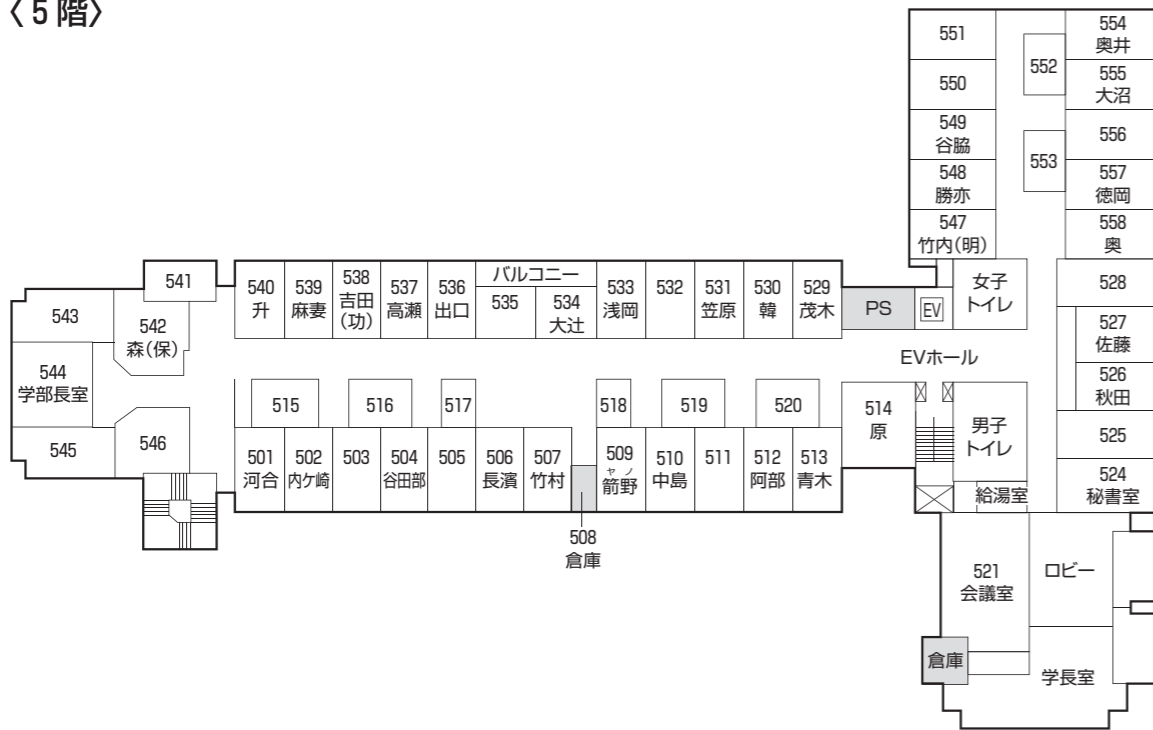 〈5階〉
551
550
549
谷脇
548
勝亦
547
竹内(明)
552
553
554
奥井
555
大沼
556
557
徳岡
558
奥
541
543
542
森(保)
544
学部長室
545
546
540
升
539
麻妻
538
吉田
(功)
537
高瀬
536
出口
バルコニー
535
534
大辻
533
浅岡
532
531
笠原
530
韓
529
茂木
PS
EV
女子
トイレ
528
527
佐藤
526
秋田
525
524
秘書室
EVホール
515
516
517
518
519
520
514
原
男子
トイレ
給湯室
501
河合
502
内ケ崎
503
504
谷田部
505
506
長濱
507
竹村
508
倉庫
509
ヤノ
箭野
510
中島
511
512
阿部
513
青木
521
会議室
ロビー
倉庫
学長室